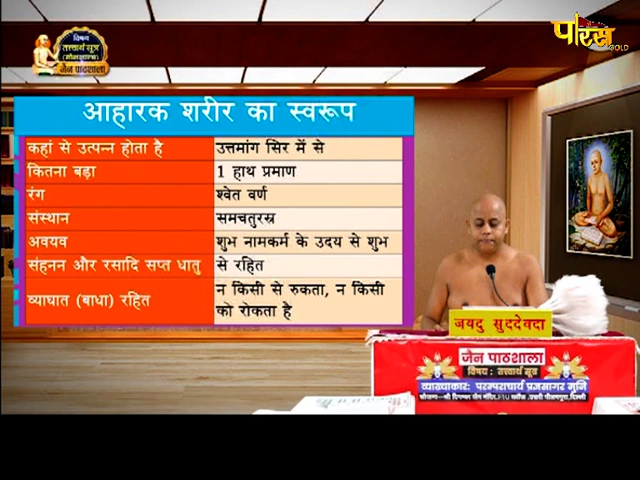 पारस
GOLD
विषय
तत्त्वार्थ सूत्र
(मोक्षशास्त्र)
जैन पाठशाला
आहारक शरीर का स्वरूप
कहां से उत्पन्न होता है उत्तमांग सिर में से
कितना बड़ा 1 हाथ प्रमाण
रंग श्वेत वर्ण
संस्थान समचतुरस्र
अवयव शुभ नामकर्म के उदय से शुभ
संहनन और रसादि सप्त धातु से रहित
व्याघात (बाधा) रहित न किसी से रुकता, न किसी
को रोकता है
जयदु सुददेवदा
जैन पाठशाला
विषय : तत्त्वार्थ सूत्र
व्याख्याकार: परम्पराचार्य प्रज्ञसागर मुनि